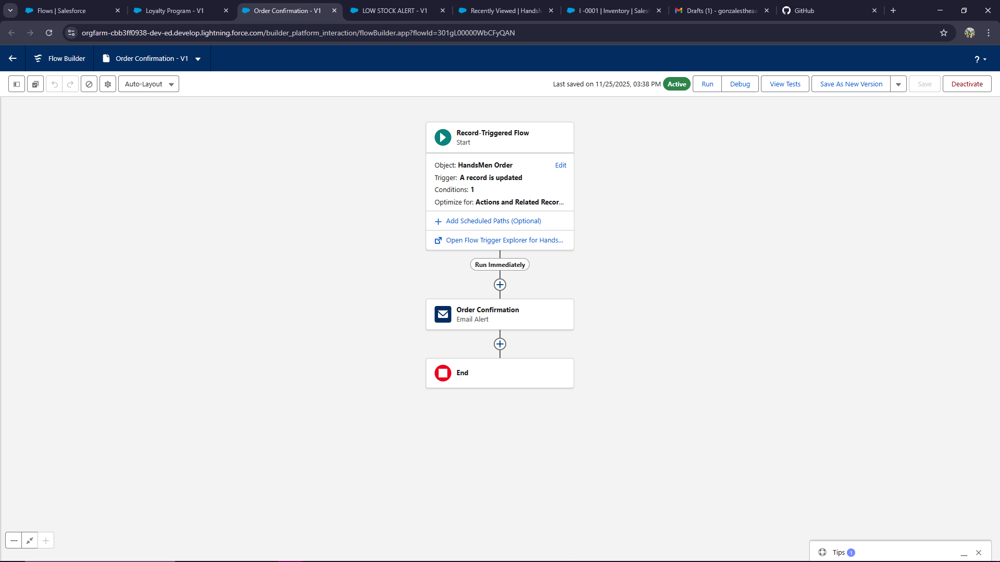 Flows | Salesforce
Loyalty Program - V1
Order Confirmation - V1
LOW STOCK ALERT - V1
Recently Viewed | HandsM
I -0001 | Inventory | Salesf
Drafts (1) - gonzalesthea
GitHub
orgfarm-cbb3ff0938-dev-ed.develop.lightning.force.com/builder_platform_interaction/flowBuilder.app?flowId=301gL00000WbCFyQAN
Flow Builder
Order Confirmation - V1
?
Auto-Layout
Last saved on 11/25/2025, 03:38 PM
Active
Run
Debug
View Tests
Save As New Version
Save
Deactivate
Record-Triggered Flow
Start
Object: HandsMen Order
Edit
Trigger: A record is updated
Conditions: 1
Optimize for: Actions and Related Recor...
Add Scheduled Paths (Optional)
Open Flow Trigger Explorer for Hands...
Run Immediately
Order Confirmation
Email Alert
End
Tips 1